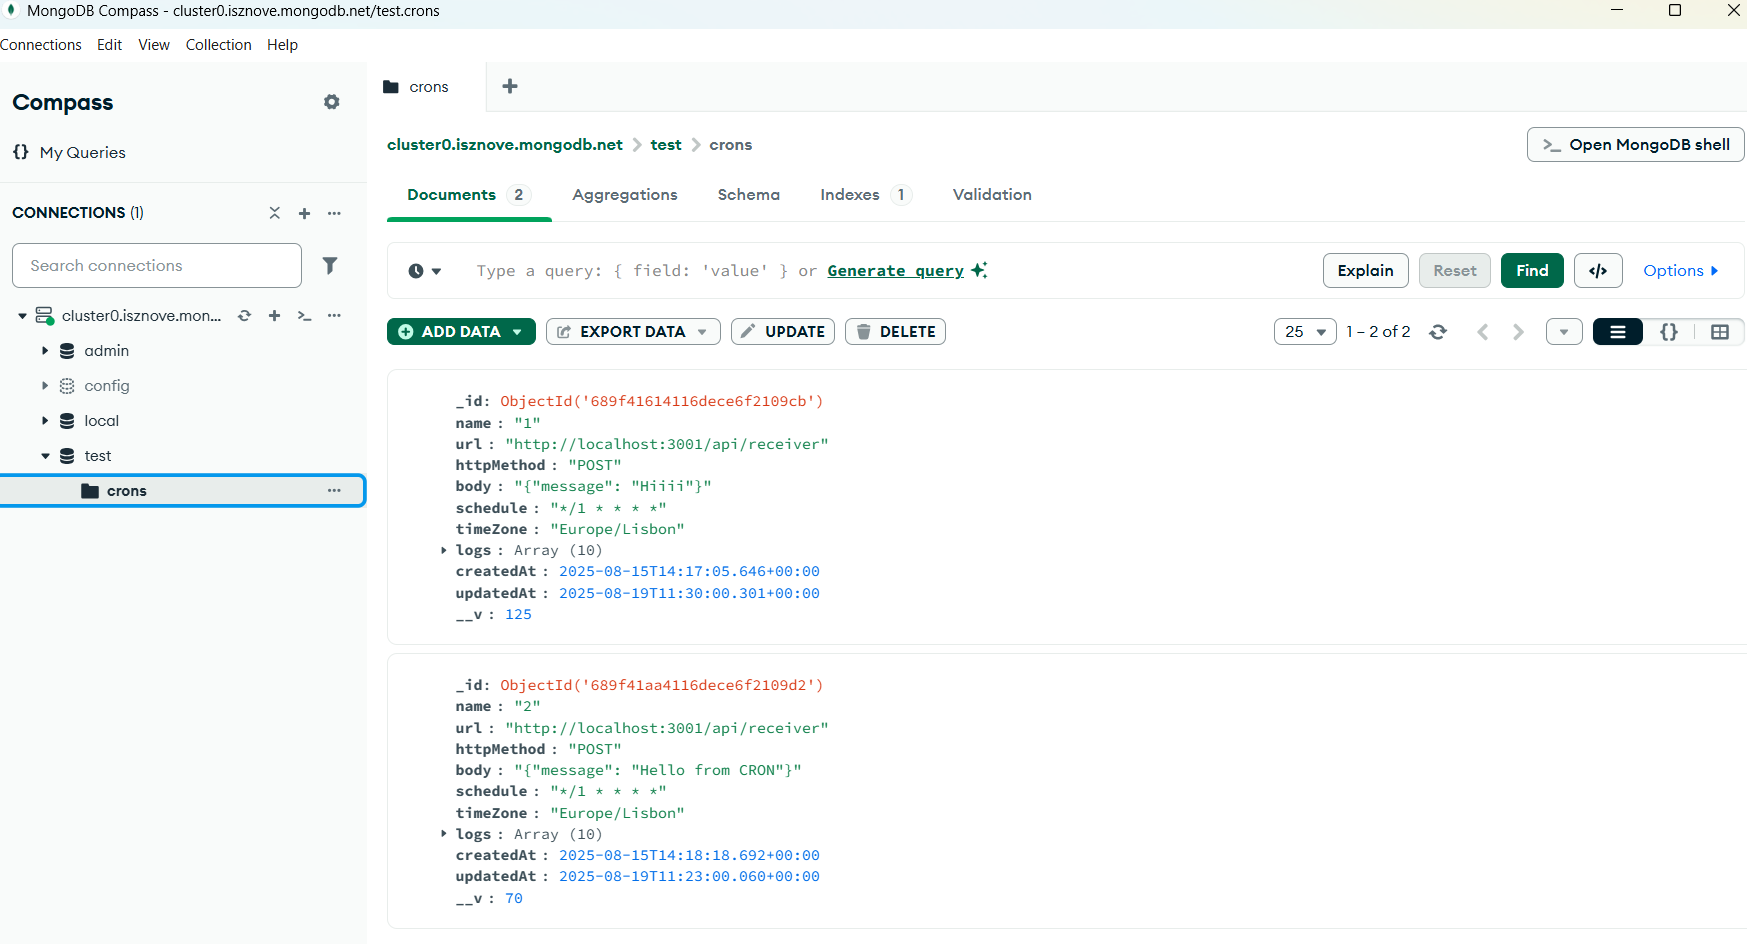 MongoDB Compass - cluster0.isznove.mongodb.net/test.crons
Connections Edit View Collection Help
Compass
{} My Queries
CONNECTIONS (1)
Search connections
cluster0.isznove.mon...
admin
config
local
test
crons
crons
cluster0.isznove.mongodb.net > test > crons
>_ Open MongoDB shell
Documents 2 Aggregations Schema Indexes 1 Validation
Type a query: { field: 'value' } or Generate query
Explain Reset Find </> Options
ADD DATA EXPORT DATA UPDATE DELETE
25 1 – 2 of 2 {}
_id: ObjectId('689f41614116dece6f2109cb')
name : "1"
url : "http://localhost:3001/api/receiver"
httpMethod : "POST"
body : "{"message": "Hiiii"}"
schedule : "*/1 * * * *"
timeZone : "Europe/Lisbon"
logs : Array (10)
createdAt : 2025-08-15T14:17:05.646+00:00
updatedAt : 2025-08-19T11:30:00.301+00:00
__v : 125
_id: ObjectId('689f41aa4116dece6f2109d2')
name : "2"
url : "http://localhost:3001/api/receiver"
httpMethod : "POST"
body : "{"message": "Hello from CRON"}"
schedule : "*/1 * * * *"
timeZone : "Europe/Lisbon"
logs : Array (10)
createdAt : 2025-08-15T14:18:18.692+00:00
updatedAt : 2025-08-19T11:23:00.060+00:00
__v : 70